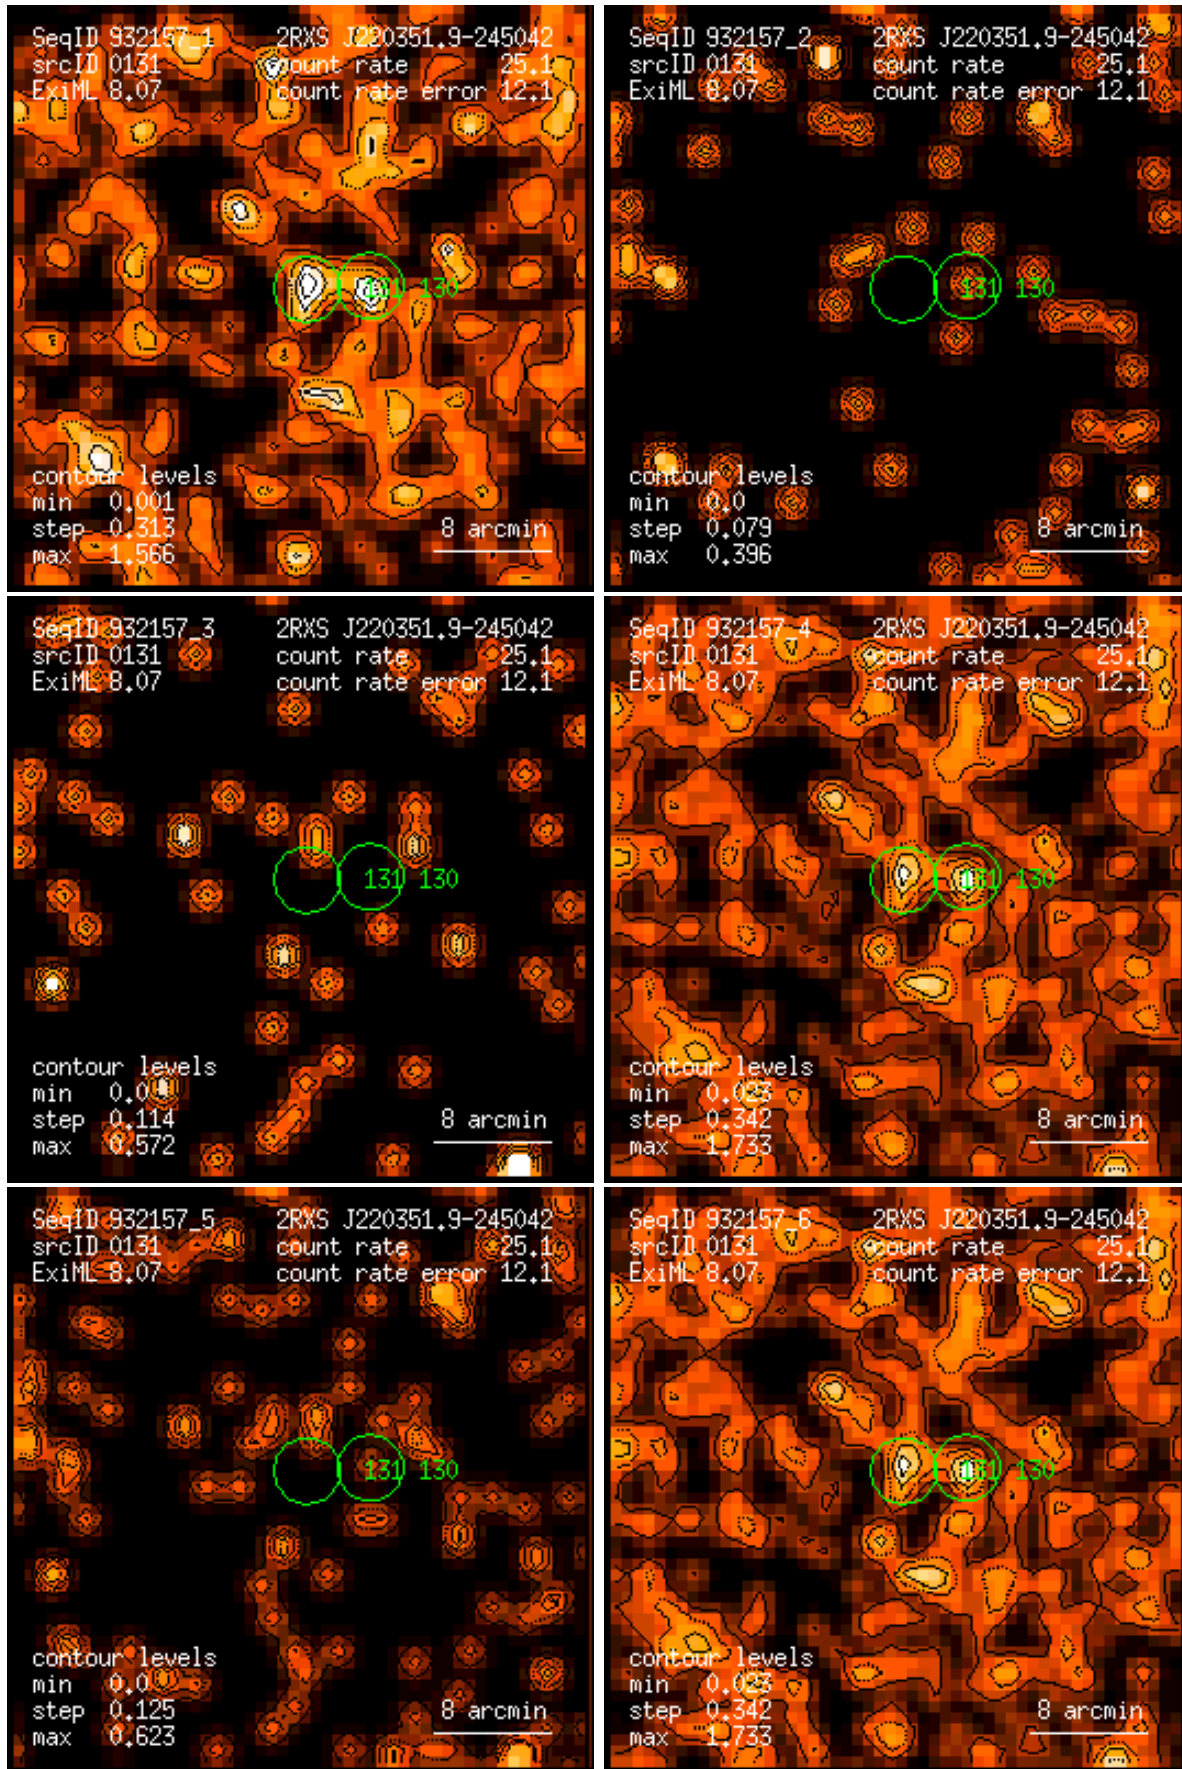 SeqID 932157_1 2RXS J220351.9-245042
srcID 0131 count rate 25.1
ExiML 8.07 count rate error 12.1
131 130
contour levels
min 0.001
step 0.313 8 arcmin
max 1.566
SeqID 932157_2 2RXS J220351.9-245042
srcID 0131 count rate 25.1
ExiML 8.07 count rate error 12.1
131 130
contour levels
min 0.0
step 0.079 8 arcmin
max 0.396
SeqID 932157_3 2RXS J220351.9-245042
srcID 0131 count rate 25.1
ExiML 8.07 count rate error 12.1
131 130
contour levels
min 0.0
step 0.114 8 arcmin
max 0.572
SeqID 932157_4 2RXS J220351.9-245042
srcID 0131 count rate 25.1
ExiML 8.07 count rate error 12.1
131 130
contour levels
min 0.023
step 0.342 8 arcmin
max 1.733
SeqID 932157_5 2RXS J220351.9-245042
srcID 0131 count rate 25.1
ExiML 8.07 count rate error 12.1
131 130
contour levels
min 0.0
step 0.125 8 arcmin
max 0.623
SeqID 932157_6 2RXS J220351.9-245042
srcID 0131 count rate 25.1
ExiML 8.07 count rate error 12.1
131 130
contour levels
min 0.023
step 0.342 8 arcmin
max 1.733